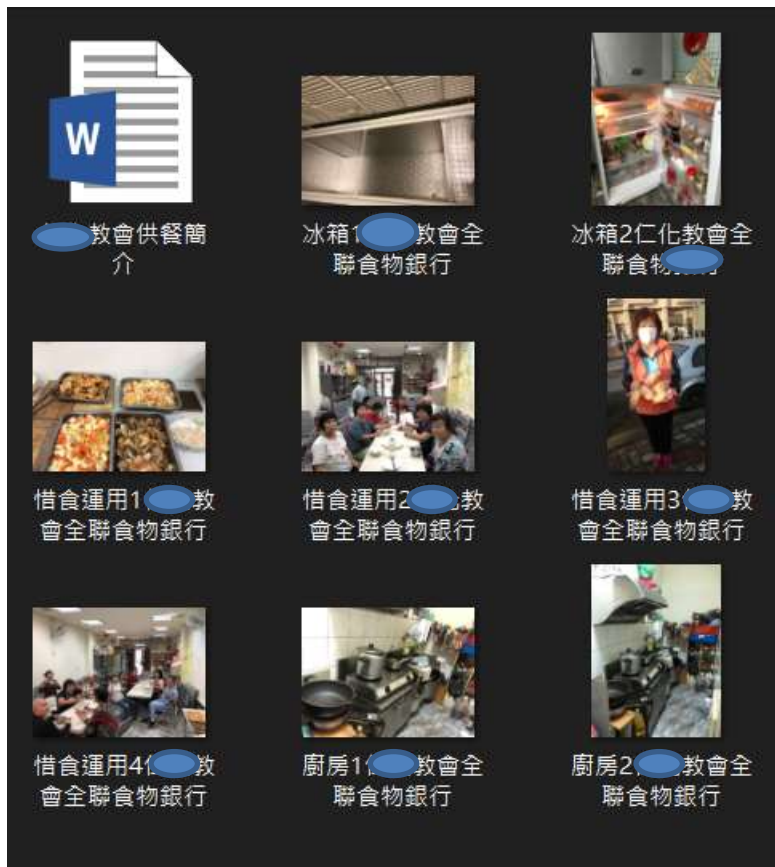 W
教會供餐簡
介
冰箱1 教會全
聯食物銀行
冰箱2仁化教會全
聯食物
惜食運用1 教
會全聯食物銀行
惜食運用2 教
會全聯食物銀行
惜食運用3 教
會全聯食物銀行
惜食運用4 教
會全聯食物銀行
廚房1 教會全
聯食物銀行
廚房2 教會全
聯食物銀行